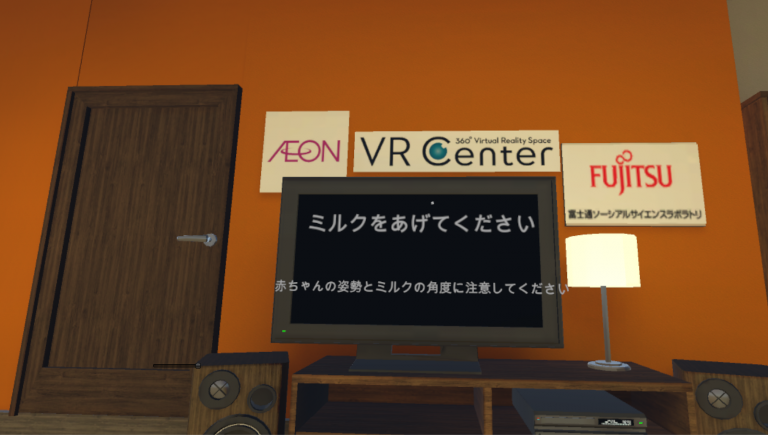 ÆON
360° Virtual Reality Space
VR Center
FUJITSU
富士通ソーシアルサイエンスラボラトリ
ミルクをあげてください
赤ちゃんの姿勢とミルクの角度に注意してください